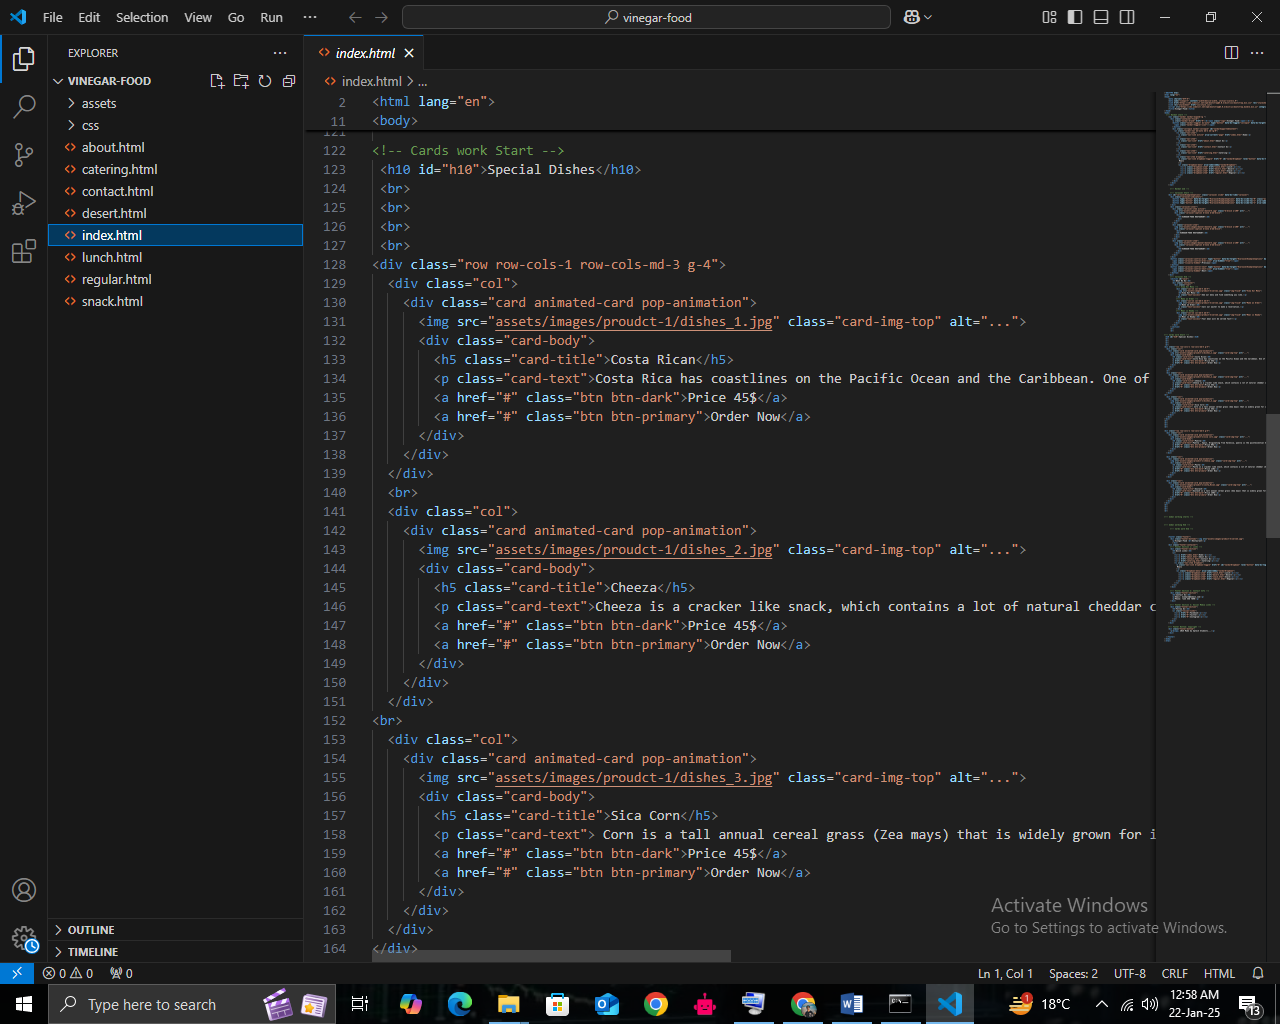 File Edit Selection View Go Run ··· vinegar-food
EXPLORER ···
VINEGAR-FOOD
assets
css
about.html
catering.html
contact.html
desert.html
index.html
lunch.html
regular.html
snack.html
OUTLINE
TIMELINE
index.html
index.html > ...
2 <html lang="en">
11 <body>
121
122 <!-- Cards work Start -->
123 <h10 id="h10">Special Dishes</h10>
124 <br>
125 <br>
126 <br>
127 <br>
128 <div class="row row-cols-1 row-cols-md-3 g-4">
129 <div class="col">
130 <div class="card animated-card pop-animation">
131 <img src="assets/images/proudct-1/dishes_1.jpg" class="card-img-top" alt="...">
132 <div class="card-body">
133 <h5 class="card-title">Costa Rican</h5>
134 <p class="card-text">Costa Rica has coastlines on the Pacific Ocean and the Caribbean. One of
135 <a href="#" class="btn btn-dark">Price 45$</a>
136 <a href="#" class="btn btn-primary">Order Now</a>
137 </div>
138 </div>
139 </div>
140 <br>
141 <div class="col">
142 <div class="card animated-card pop-animation">
143 <img src="assets/images/proudct-1/dishes_2.jpg" class="card-img-top" alt="...">
144 <div class="card-body">
145 <h5 class="card-title">Cheeza</h5>
146 <p class="card-text">Cheeza is a cracker like snack, which contains a lot of natural cheddar c
147 <a href="#" class="btn btn-dark">Price 45$</a>
148 <a href="#" class="btn btn-primary">Order Now</a>
149 </div>
150 </div>
151 </div>
152 <br>
153 <div class="col">
154 <div class="card animated-card pop-animation">
155 <img src="assets/images/proudct-1/dishes_3.jpg" class="card-img-top" alt="...">
156 <div class="card-body">
157 <h5 class="card-title">Sica Corn</h5>
158 <p class="card-text"> Corn is a tall annual cereal grass (Zea mays) that is widely grown for i
159 <a href="#" class="btn btn-dark">Price 45$</a>
160 <a href="#" class="btn btn-primary">Order Now</a>
161 </div>
162 </div>
163 </div>
164 </div>
Activate Windows
Go to Settings to activate Windows.
0 0 0 Ln 1, Col 1 Spaces: 2 UTF-8 CRLF HTML
Type here to search 1 18°C 12:58 AM
22-Jan-25 13